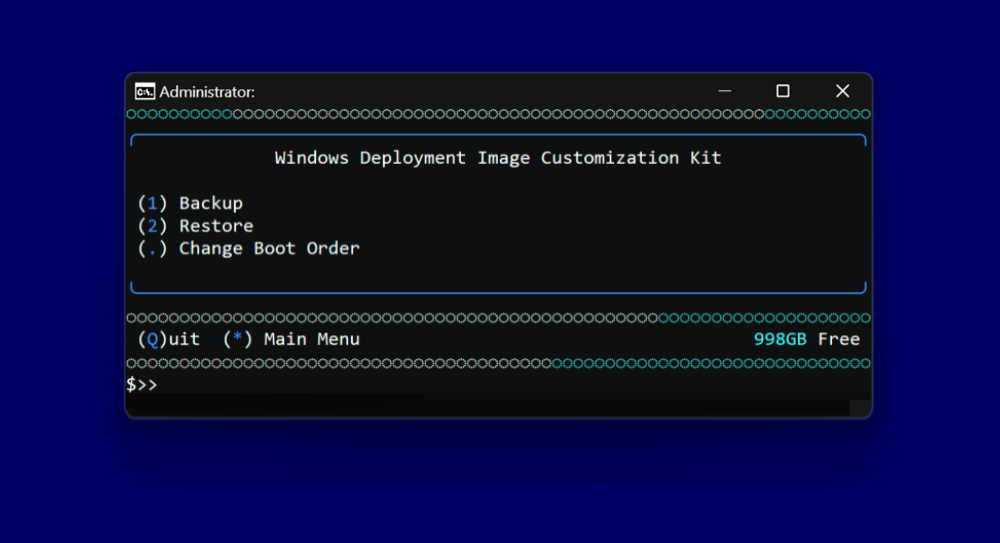 Administrator:
Windows Deployment Image Customization Kit
(1) Backup
(2) Restore
(.) Change Boot Order
(Q)uit (*) Main Menu 998GB Free
$>>